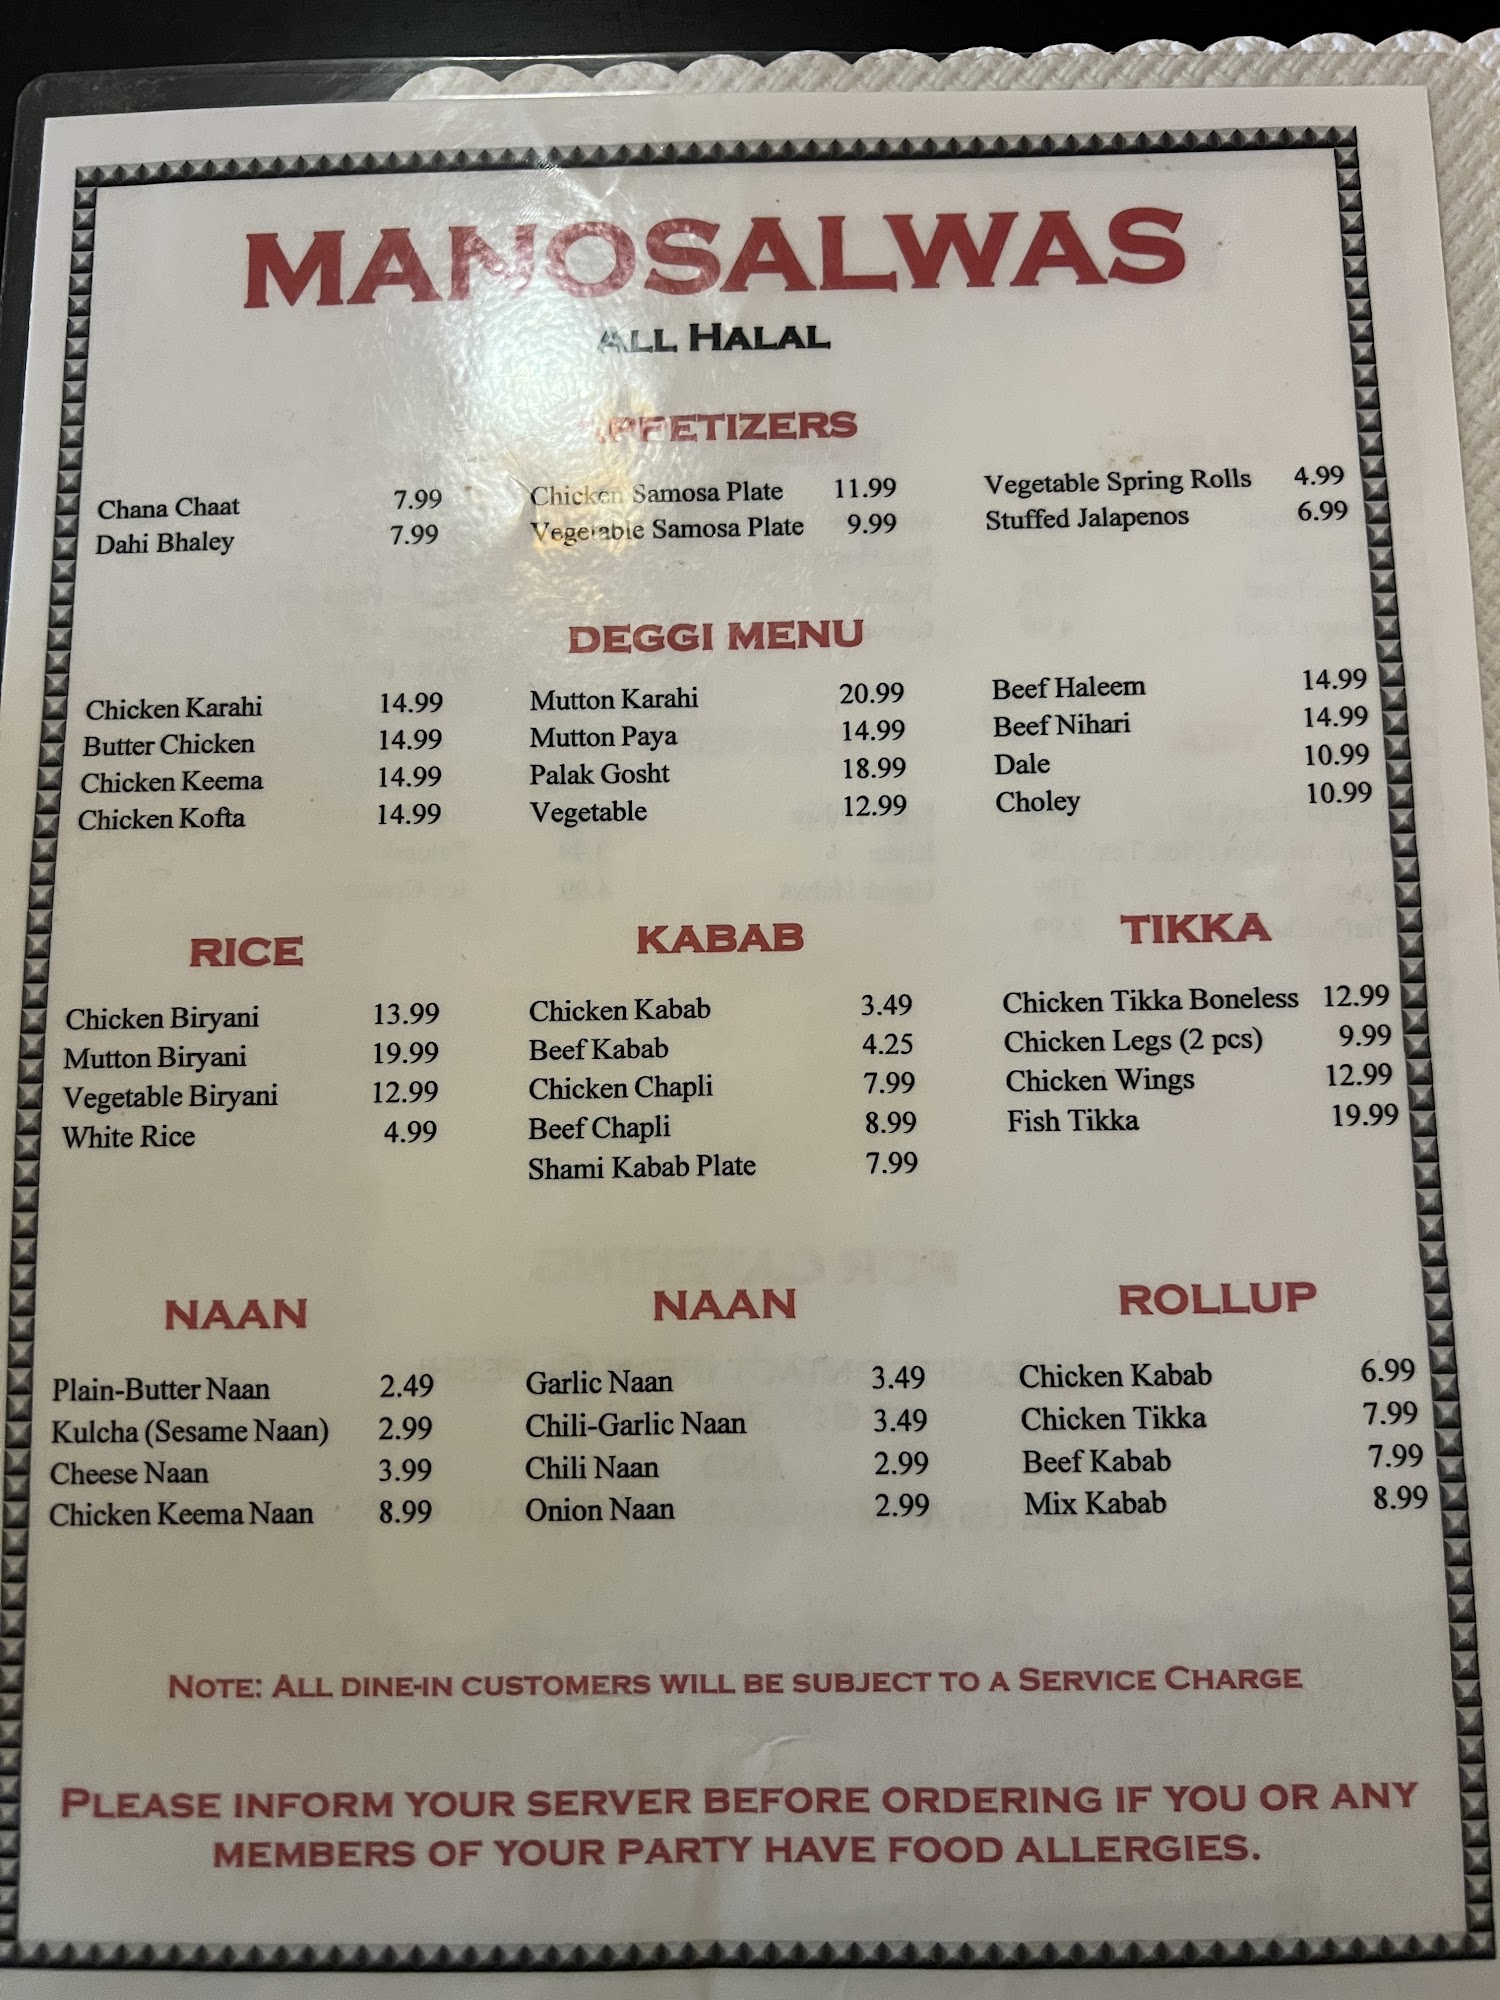 MANOSALWAS
ALL HALAL
APPETIZERS
Chana Chaat 7.99
Dahi Bhaley 7.99
Chicken Samosa Plate 11.99
Vegetable Samosa Plate 9.99
Vegetable Spring Rolls 4.99
Stuffed Jalapenos 6.99
DEGGI MENU
Chicken Karahi 14.99
Butter Chicken 14.99
Chicken Keema 14.99
Chicken Kofta 14.99
Mutton Karahi 20.99
Mutton Paya 14.99
Palak Gosht 18.99
Vegetable 12.99
Beef Haleem 14.99
Beef Nihari 14.99
Dale 10.99
Choley 10.99
RICE
Chicken Biryani 13.99
Mutton Biryani 19.99
Vegetable Biryani 12.99
White Rice 4.99
KABAB
Chicken Kabab 3.49
Beef Kabab 4.25
Chicken Chapli 7.99
Beef Chapli 8.99
Shami Kabab Plate 7.99
TIKKA
Chicken Tikka Boneless 12.99
Chicken Legs (2 pcs) 9.99
Chicken Wings 12.99
Fish Tikka 19.99
NAAN
Plain-Butter Naan 2.49
Kulcha (Sesame Naan) 2.99
Cheese Naan 3.99
Chicken Keema Naan 8.99
NAAN
Garlic Naan 3.49
Chili-Garlic Naan 3.49
Chili Naan 2.99
Onion Naan 2.99
ROLLUP
Chicken Kabab 6.99
Chicken Tikka 7.99
Beef Kabab 7.99
Mix Kabab 8.99
NOTE: ALL DINE-IN CUSTOMERS WILL BE SUBJECT TO A SERVICE CHARGE
PLEASE INFORM YOUR SERVER BEFORE ORDERING IF YOU OR ANY
MEMBERS OF YOUR PARTY HAVE FOOD ALLERGIES.